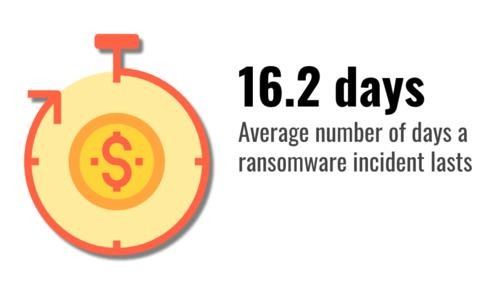 16.2 days
Average number of days a
ransomware incident lasts
$